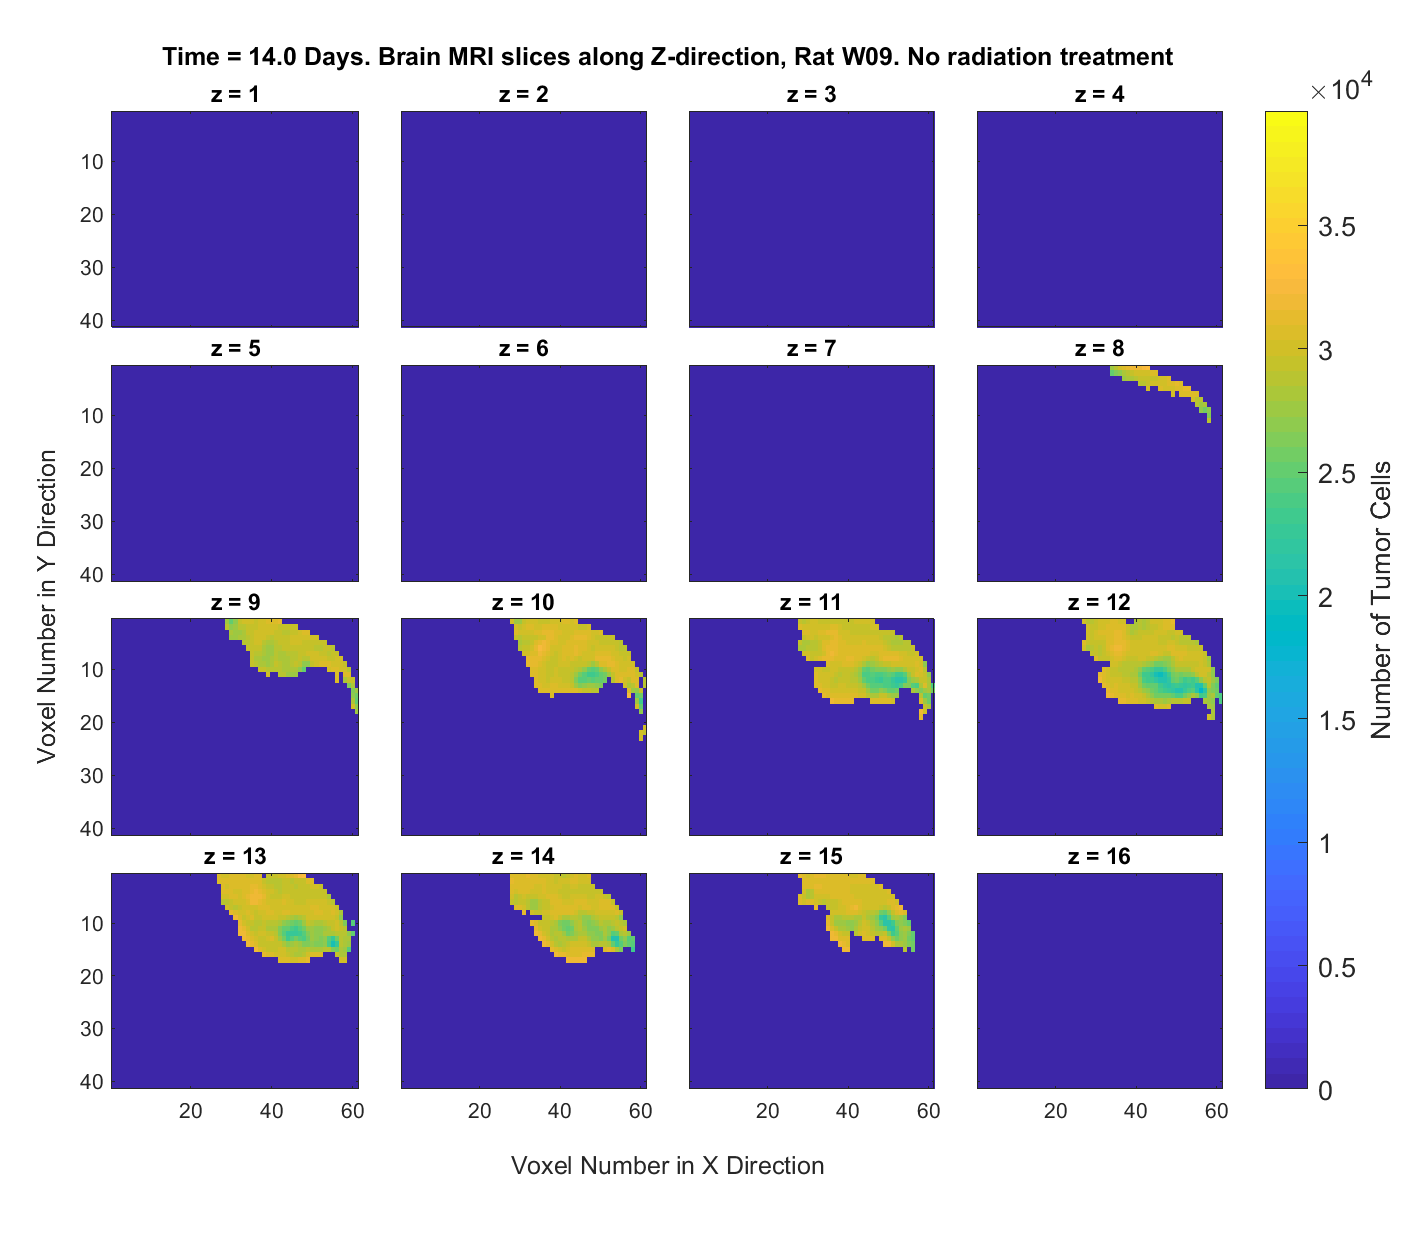 Time = 14.0 Days. Brain MRI slices along Z-direction, Rat W09. No radiation treatment
×10^4
z = 1
z = 2
z = 3
z = 4
10
20
30
40
z = 5
z = 6
z = 7
z = 8
10
20
30
40
z = 9
z = 10
z = 11
z = 12
10
20
30
40
z = 13
z = 14
z = 15
z = 16
10
20
30
40
20 40 60
20 40 60
20 40 60
20 40 60
Voxel Number in Y Direction
Voxel Number in X Direction
3.5
3
2.5
2
1.5
1
0.5
0
Number of Tumor Cells